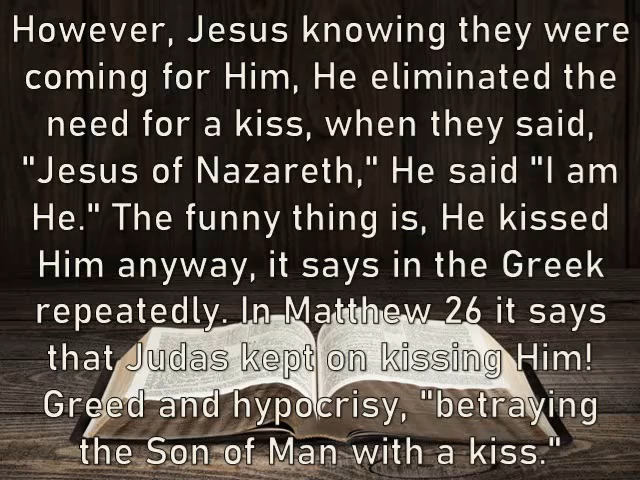 However, Jesus knowing they were
coming for Him, He eliminated the
need for a kiss, when they said,
"Jesus of Nazareth," He said "I am
He." The funny thing is, He kissed
Him anyway, it says in the Greek
repeatedly. In Matthew 26 it says
that Judas kept on kissing Him!
Greed and hypocrisy, "betraying
the Son of Man with a kiss."